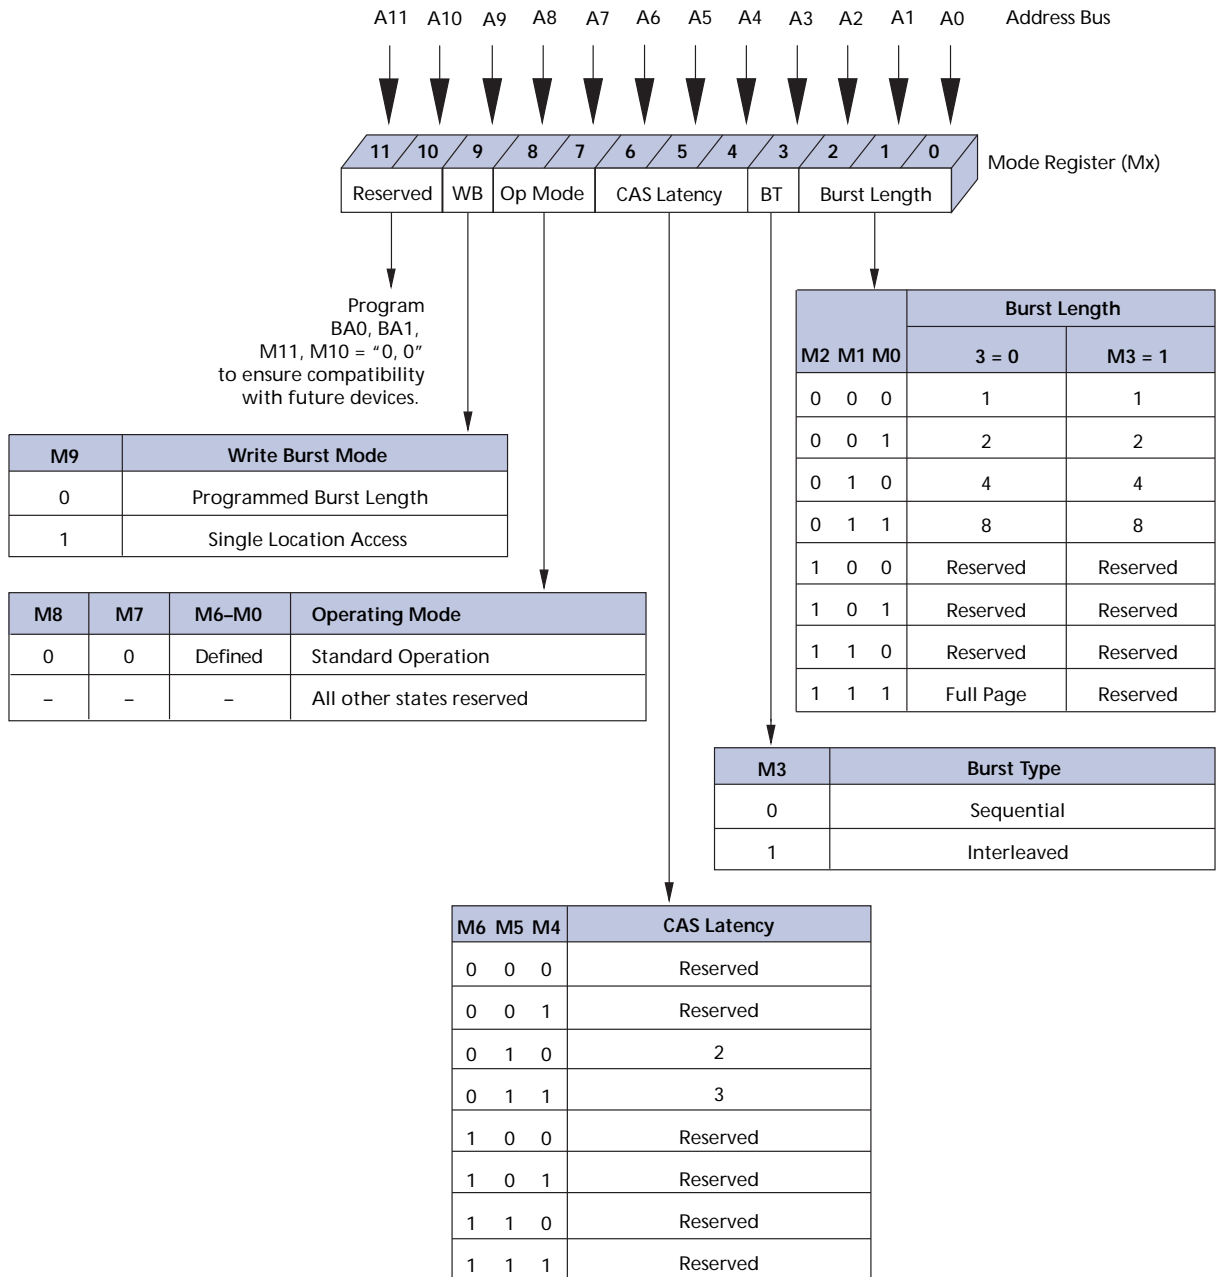 A11 A10 A9 A8 A7 A6 A5 A4 A3 A2 A1 A0 Address Bus
11 10 9 8 7 6 5 4 3 2 1 0
Mode Register (Mx)
Reserved WB Op Mode CAS Latency BT Burst Length
Program
BA0, BA1,
M11, M10 = “0, 0”
to ensure compatibility
with future devices.
Burst Length
M2 M1 M0 3 = 0 M3 = 1
0 0 0 1 1
0 0 1 2 2
0 1 0 4 4
0 1 1 8 8
1 0 0 Reserved Reserved
1 0 1 Reserved Reserved
1 1 0 Reserved Reserved
1 1 1 Full Page Reserved
M9 Write Burst Mode
0 Programmed Burst Length
1 Single Location Access
M8 M7 M6–M0 Operating Mode
0 0 Defined Standard Operation
– – – All other states reserved
M3 Burst Type
0 Sequential
1 Interleaved
M6 M5 M4 CAS Latency
0 0 0 Reserved
0 0 1 Reserved
0 1 0 2
0 1 1 3
1 0 0 Reserved
1 0 1 Reserved
1 1 0 Reserved
1 1 1 Reserved